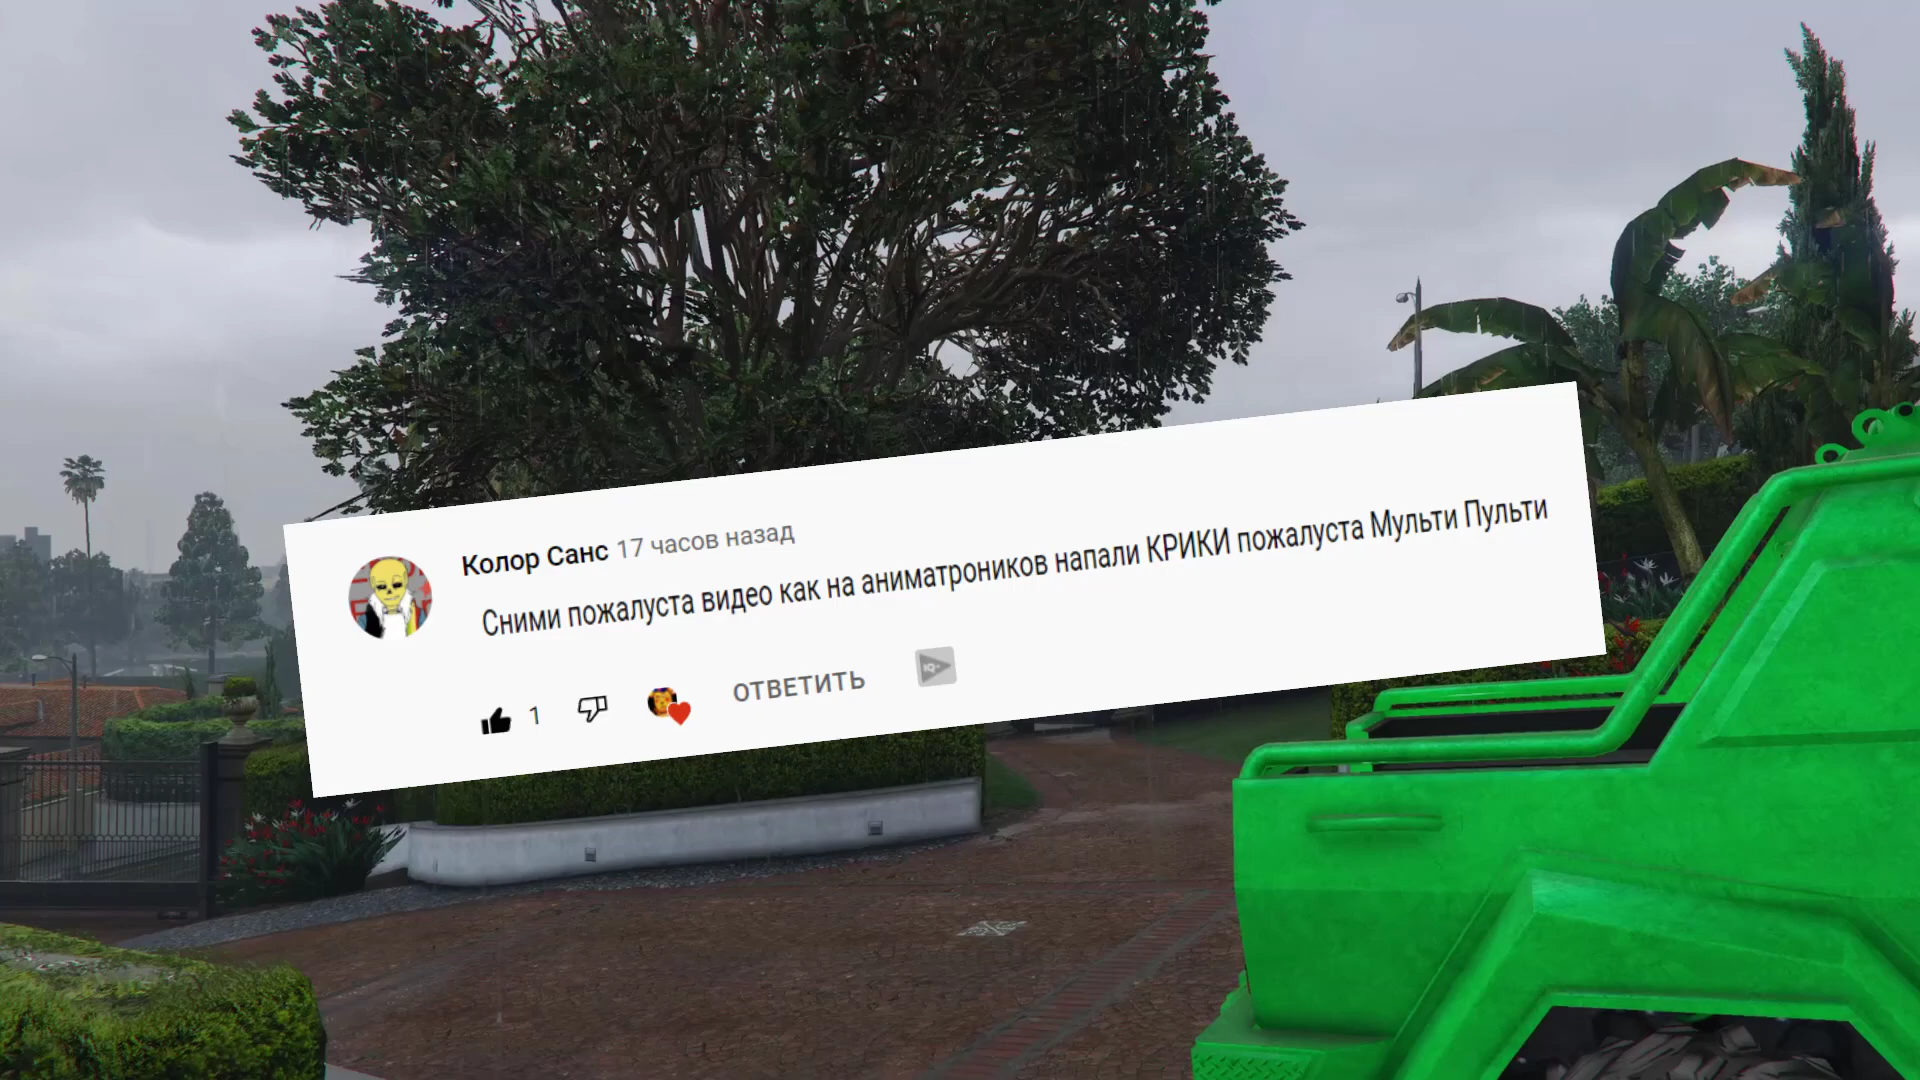 Колор Санс 17 часов назад
Сними пожалуста видео как на аниматроников напали КРИКИ пожалуста Мульти Пульти
1 ОТВЕТИТЬ